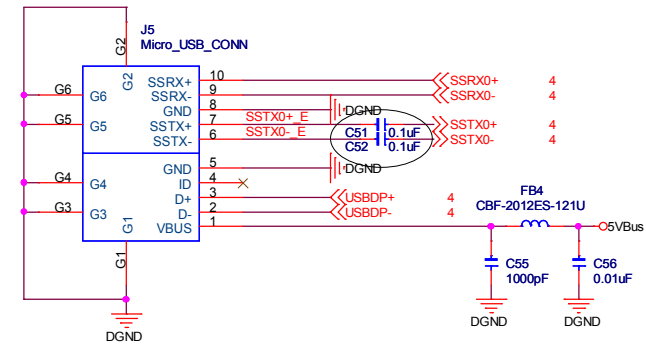 J5
Micro_USB_CONN
G2
G2
10
SSRX+
SSRX0+ 4
G6
G6
9
SSRX-
SSRX0- 4
8
GND
DGND
G5
G5
7
SSTX+
SSTX0+_E
C51 0.1uF
SSTX0+ 4
6
SSTX-
SSTX0-_E
C52 0.1uF
SSTX0- 4
5
GND
DGND
G4
G4
4
ID
3
D+
USBDP+ 4
G3
G3
2
D-
USBDP- 4
1
VBUS
G1
G1
FB4
CBF-2012ES-121U
5VBus
C55
1000pF
C56
0.01uF
DGND
DGND
DGND